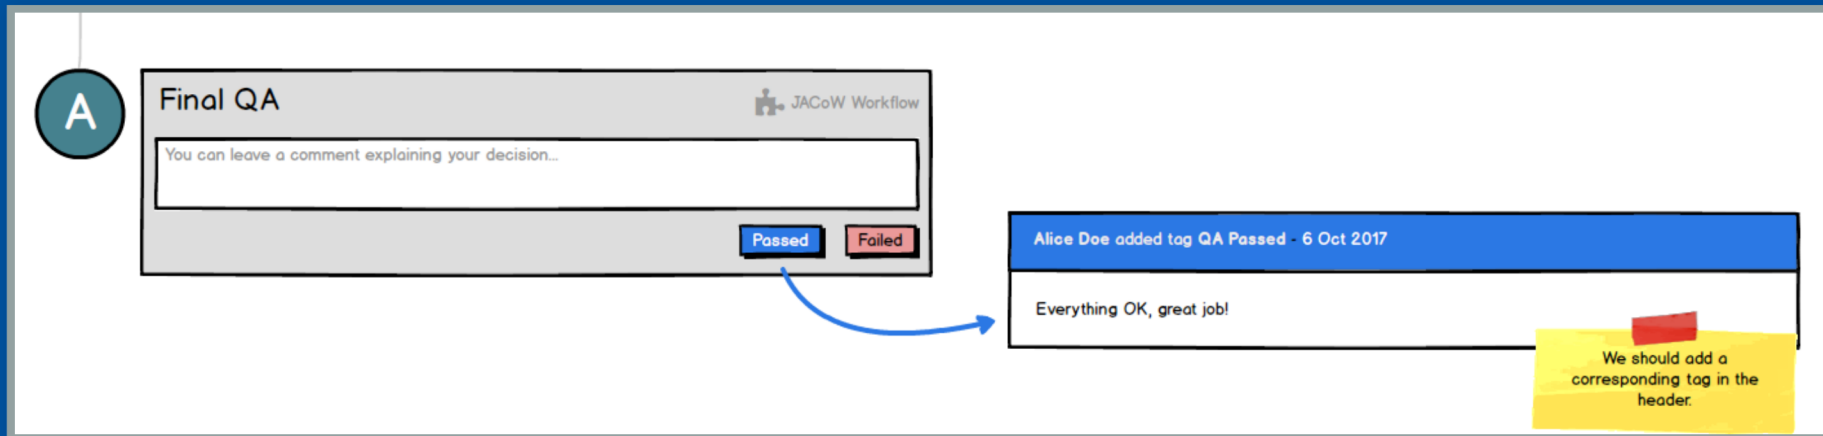 A
Final QA
JACoW Workflow
You can leave a comment explaining your decision...
Passed
Failed
Alice Doe added tag QA Passed - 6 Oct 2017
Everything OK, great job!
We should add a
corresponding tag in the
header.